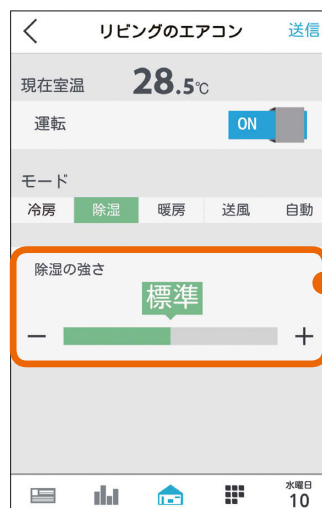 リビングのエアコン 送信
現在室温 28.5℃
運転 ON
モード
冷房 除湿 暖房 送風 自動
除湿の強さ
標準
− +
水曜日
10